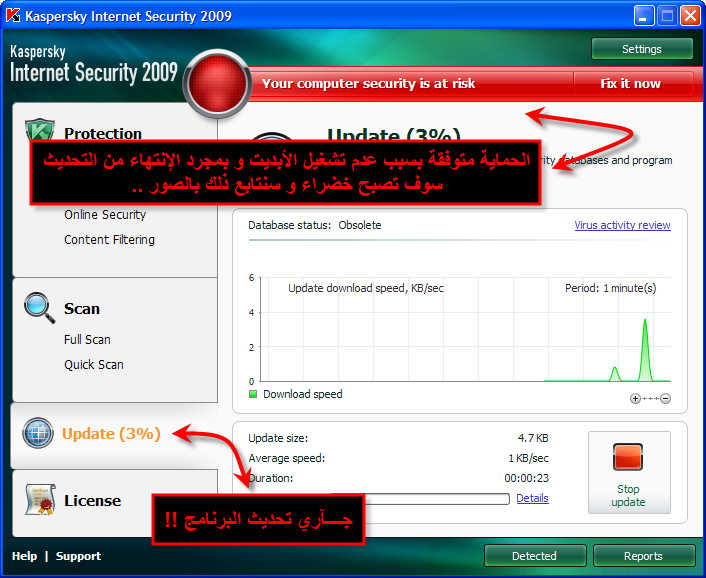 Kaspersky Internet Security 2009
Kaspersky
Internet Security 2009
Settings
Your computer security is at risk
Fix it now
Protection
Update (3%)
databases and program
الحماية متوقفة بسبب عدم تشغيل الأبديت و بمجرد الإنتهاء من التحديث
سوف تصبح خضراء و سنتابع ذلك بالصور ..
Online Security
Content Filtering
Database status: Obsolete
Virus activity review
6
Update download speed, KB/sec
Period: 1 minute(s)
4
2
0
Download speed
Scan
Full Scan
Quick Scan
Update (3%)
Update size: 4.7 KB
Average speed: 1 KB/sec
Duration: 00:00:23
Details
Stop
update
License
جـــآري تحديث البرنامج !!
Help | Support
Detected
Reports